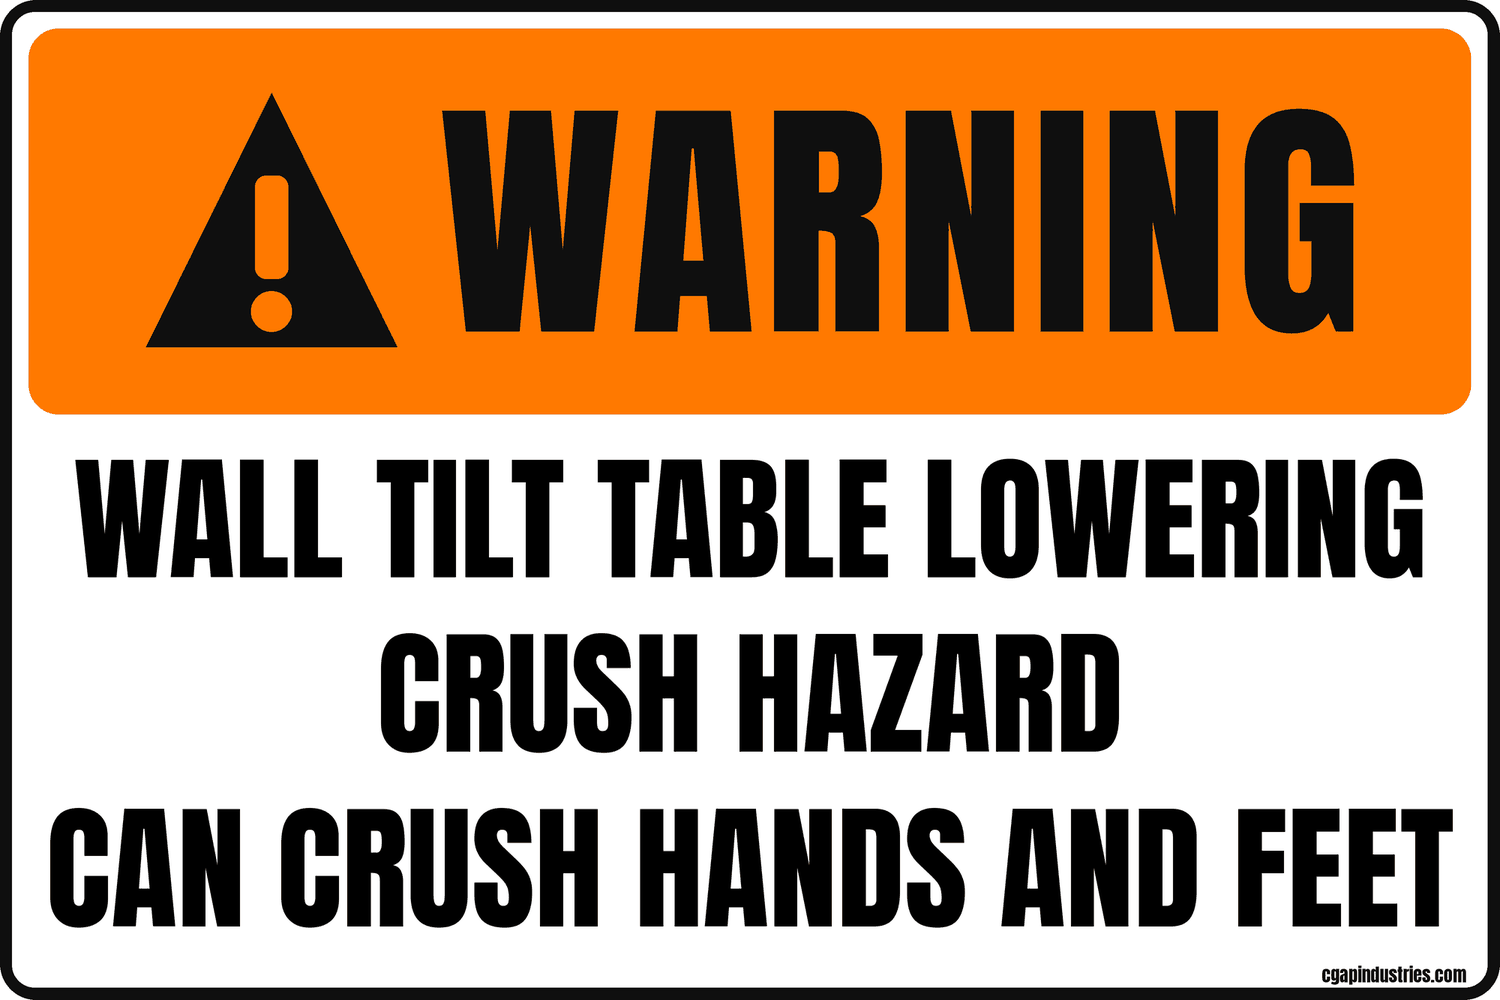 WARNING
WALL TILT TABLE LOWERING
CRUSH HAZARD
CAN CRUSH HANDS AND FEET
cgapindustries.com